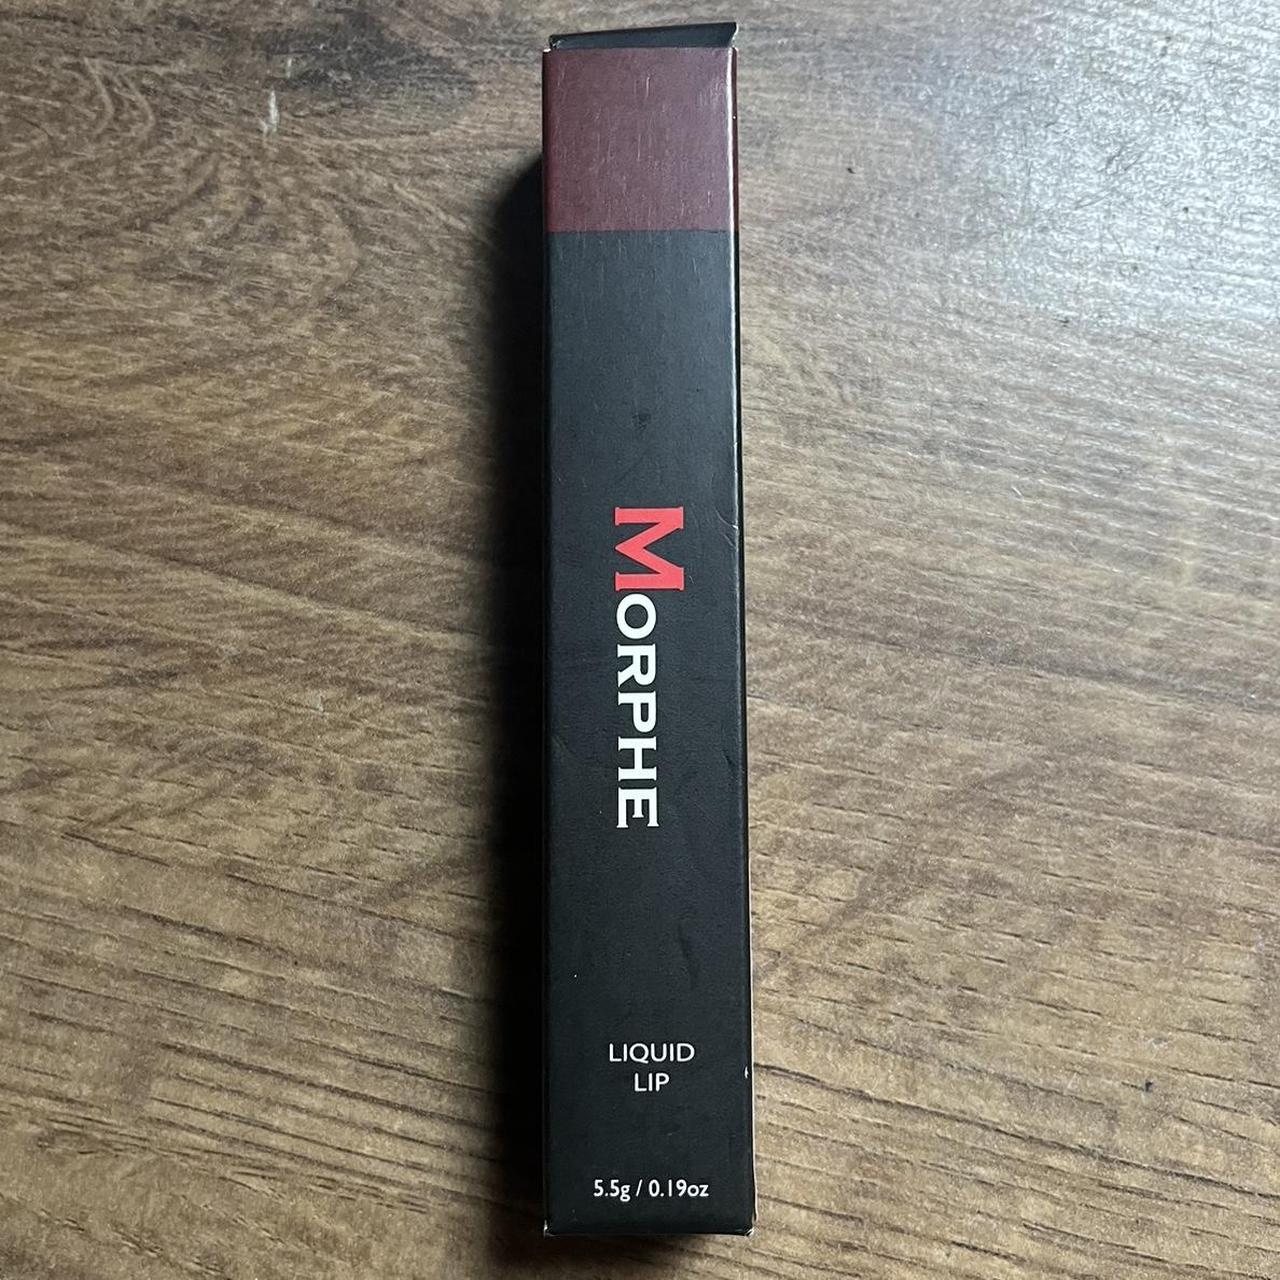 MORPHE
LIQUID
LIP
5.5g / 0.19oz